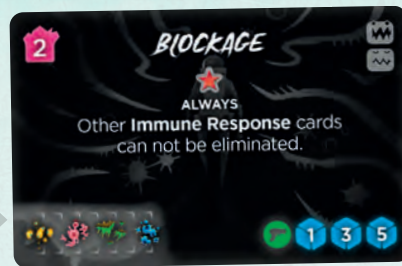 2
BLOCKAGE
ALWAYS
Other Immune Response cards
can not be eliminated.
1 3 5